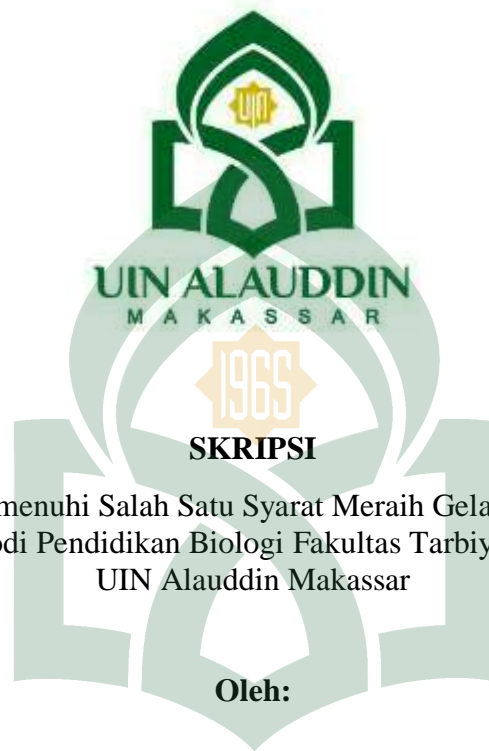 UIN
UIN ALAUDDIN
MAKASSAR
1965
SKRIPSI
menuhi Salah Satu Syarat Meraih Gela
di Pendidikan Biologi Fakultas Tarbiy
UIN Alauddin Makassar
Oleh: